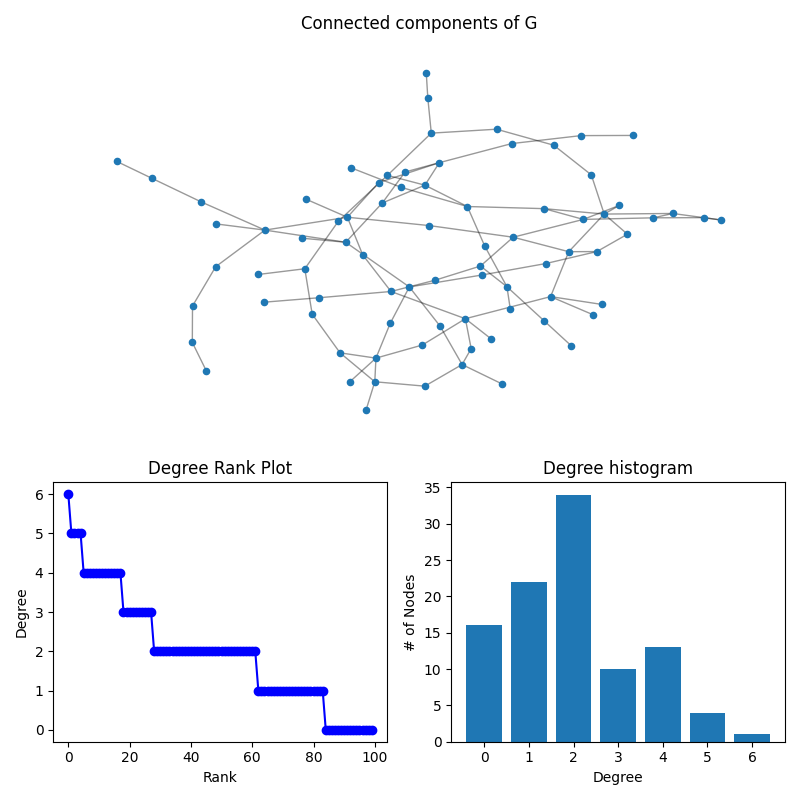 Connected components of G
Degree Rank Plot
6
5
4
3
2
1
0
Degree
0 20 40 60 80 100
Rank
Degree histogram
35
30
25
20
15
10
5
0
# of Nodes
0 1 2 3 4 5 6
Degree